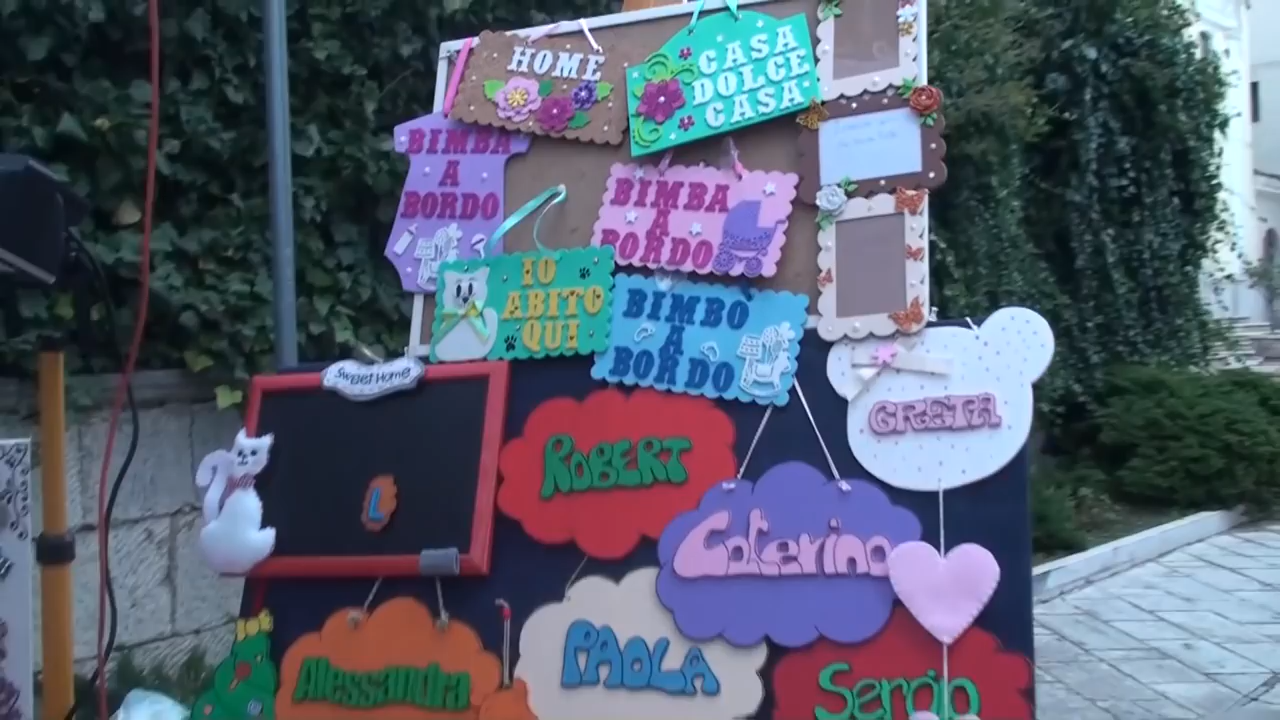 HOME
CASA
DOLCE
CASA
BIMBA
A
BORDO
BIMBA
A
BORDO
IO
ABITO
QUI
BIMBO
A
BORDO
Sweet Home
GRETA
L
ROBERT
Caterina
Alessandra
PAOLA
Sergio